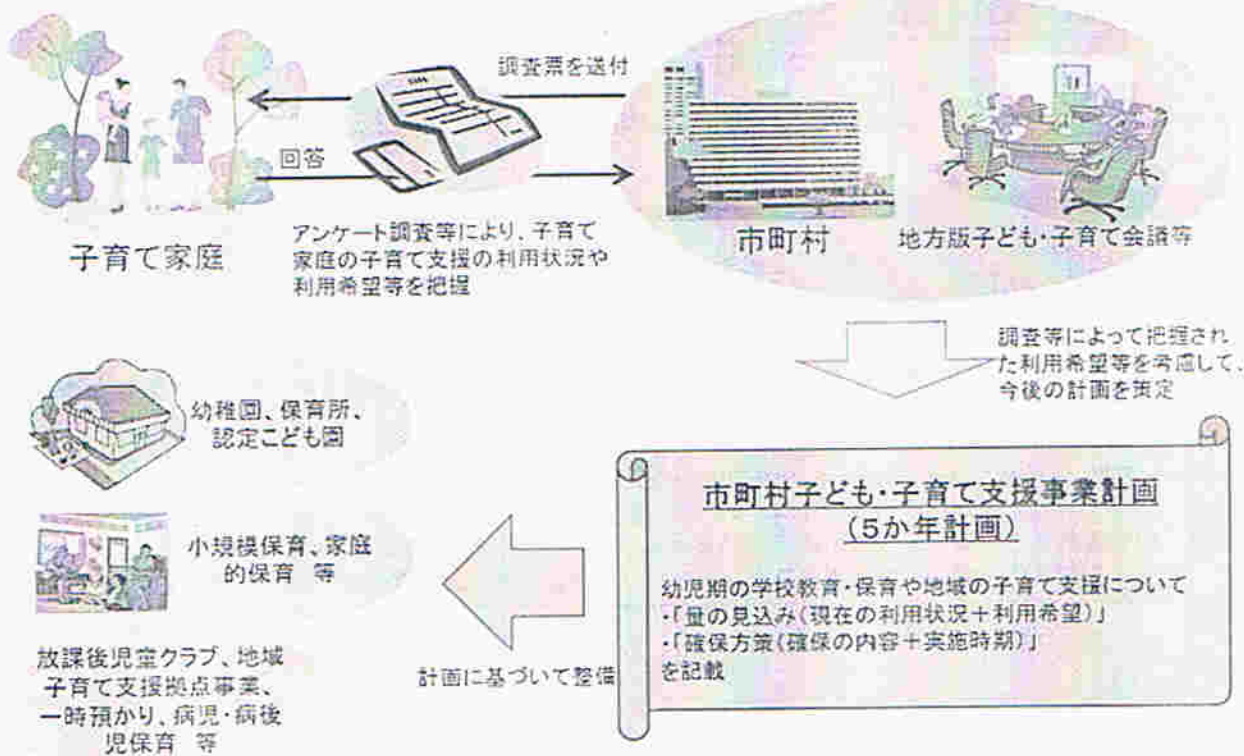 調査票を送付
回答
子育て家庭
アンケート調査等により、子育て
家庭の子育て支援の利用状況や
利用希望等を把握
市町村
地方版子ども・子育て会議等
調査等によって把握され
た利用希望等を考慮して、
今後の計画を策定
市町村子ども・子育て支援事業計画
(5か年計画)
幼児期の学校教育・保育や地域の子育て支援について
・「量の見込み(現在の利用状況+利用希望)」
・「確保方策(確保の内容+実施時期)」
を記載
計画に基づいて整備
幼稚園、保育所、
認定こども園
小規模保育、家庭
的保育 等
放課後児童クラブ、地域
子育て支援拠点事業、
一時預かり、病児・病後
児保育 等